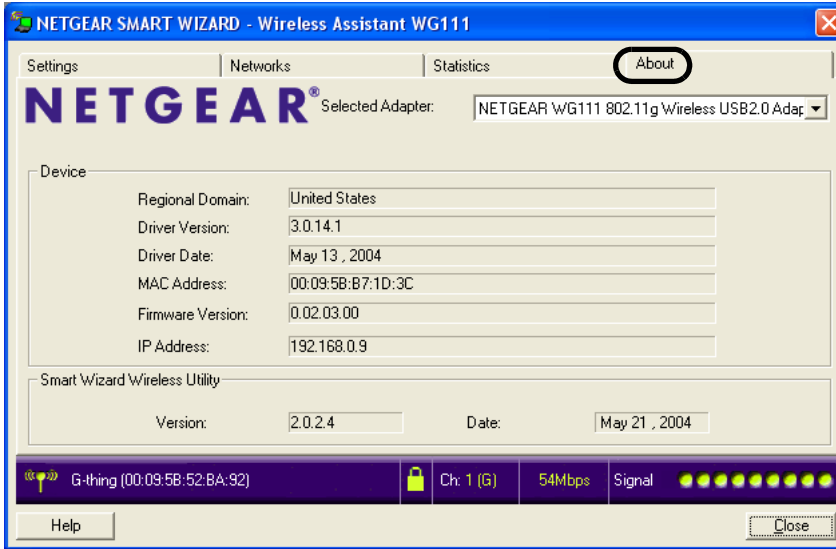 NETGEAR SMART WIZARD - Wireless Assistant WG111
Settings Networks Statistics About
NETGEAR® Selected Adapter: NETGEAR WG111 802.11g Wireless USB2.0 Adap
Device
Regional Domain: United States
Driver Version: 3.0.14.1
Driver Date: May 13 , 2004
MAC Address: 00:09:5B:B7:1D:3C
Firmware Version: 0.02.03.00
IP Address: 192.168.0.9
Smart Wizard Wireless Utility
Version: 2.0.2.4 Date: May 21 , 2004
G-thing (00:09:5B:52:BA:92) Ch: 1 (G) 54Mbps Signal
Help Close